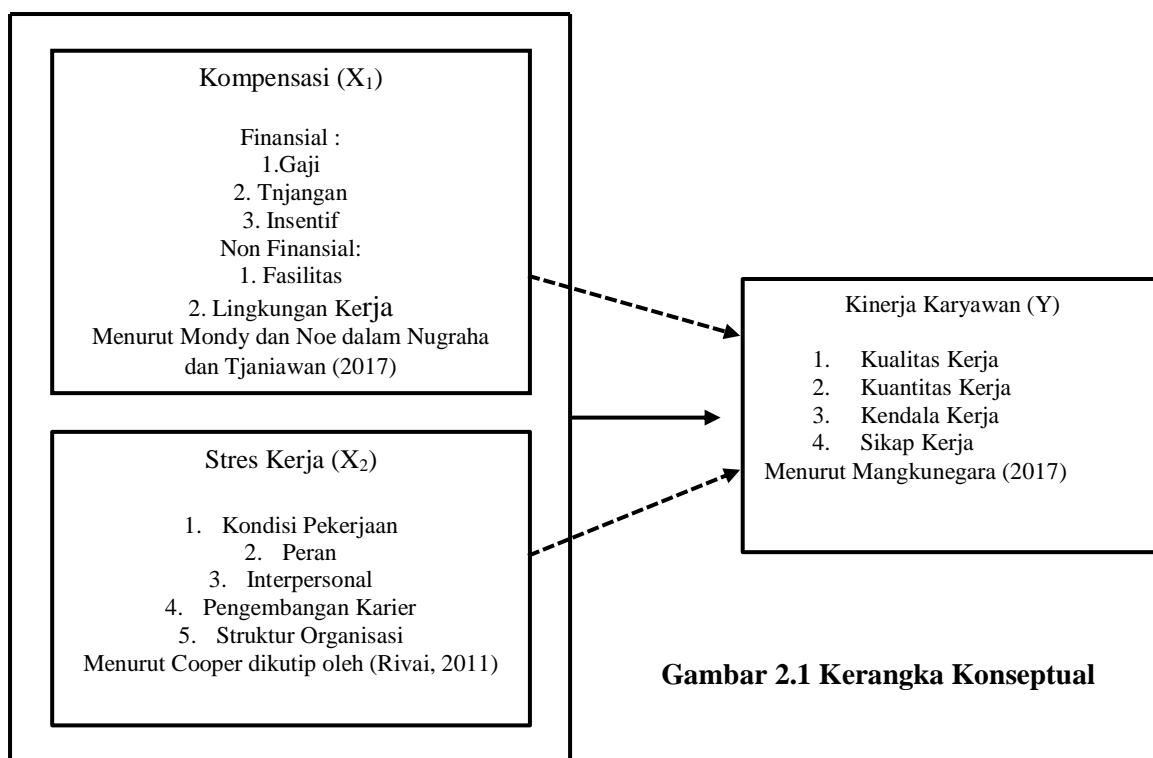 Kompensasi (X₁)
Finansial :
1.Gaji
2. Tnjangan
3. Insentif
Non Finansial:
1. Fasilitas
2. Lingkungan Kerja
Menurut Mondy dan Noe dalam Nugraha
dan Tjaniawan (2017)
Stres Kerja (X₂)
1. Kondisi Pekerjaan
2. Peran
3. Interpersonal
4. Pengembangan Karier
5. Struktur Organisasi
Menurut Cooper dikutip oleh (Rivai, 2011)
Kinerja Karyawan (Y)
1. Kualitas Kerja
2. Kuantitas Kerja
3. Kendala Kerja
4. Sikap Kerja
Menurut Mangkunegara (2017)
Gambar 2.1 Kerangka Konseptual